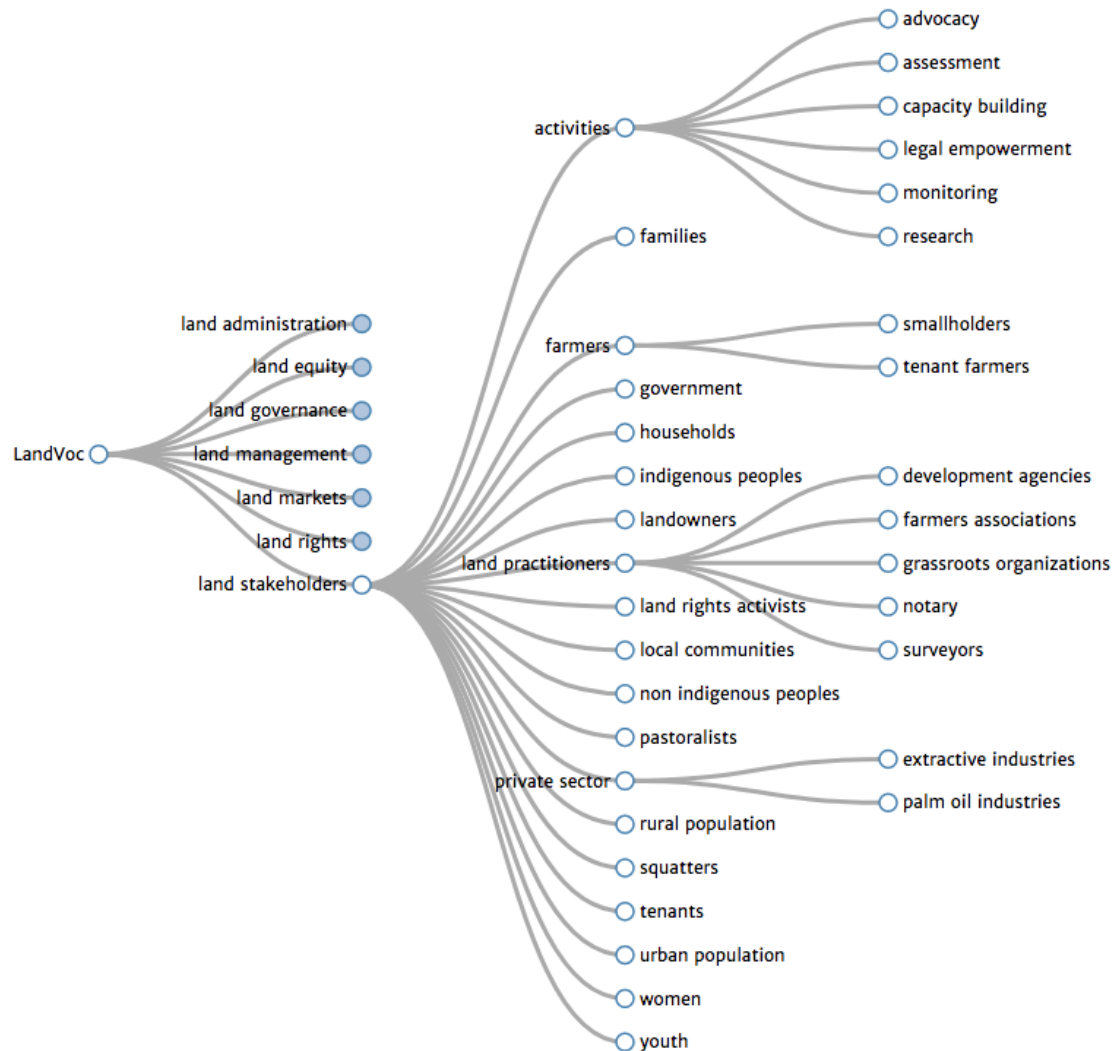 LandVoc
land administration
land equity
land governance
land management
land markets
land rights
land stakeholders
activities
advocacy
assessment
capacity building
legal empowerment
monitoring
research
families
farmers
smallholders
tenant farmers
government
households
indigenous peoples
landowners
land practitioners
development agencies
farmers associations
grassroots organizations
notary
surveyors
land rights activists
local communities
non indigenous peoples
pastoralists
private sector
extractive industries
palm oil industries
rural population
squatters
tenants
urban population
women
youth